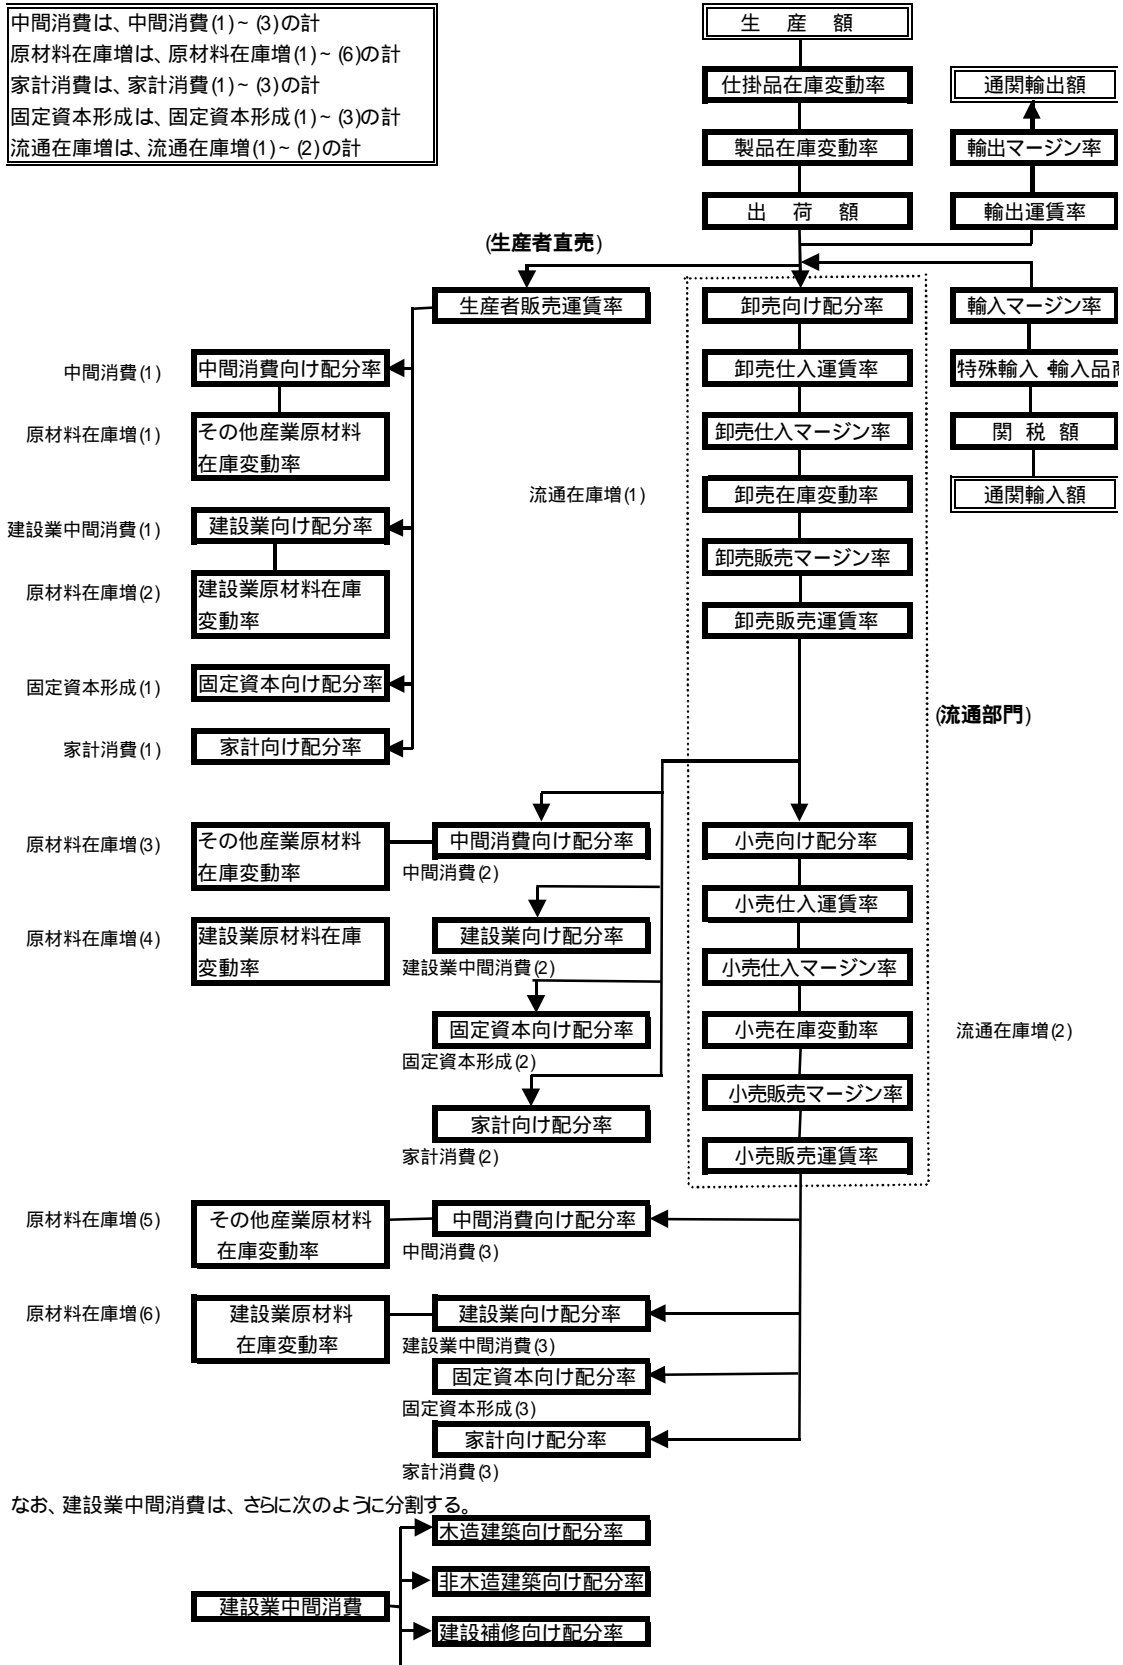 中間消費は、中間消費(1)~(3)の計
原材料在庫増は、原材料在庫増(1)~(6)の計
家計消費は、家計消費(1)~(3)の計
固定資本形成は、固定資本形成(1)~(3)の計
流通在庫増は、流通在庫増(1)~(2)の計
生　産　額
仕掛品在庫変動率
通関輸出額
製品在庫変動率
輸出マージン率
出　荷　額
輸出運賃率
(生産者直売)
生産者販売運賃率
卸売向け配分率
輸入マージン率
中間消費(1)
中間消費向け配分率
卸売仕入運賃率
特殊輸入・輸入品商
原材料在庫増(1)
その他産業原材料
在庫変動率
卸売仕入マージン率
関　税　額
流通在庫増(1)
卸売在庫変動率
通関輸入額
建設業中間消費(1)
建設業向け配分率
卸売販売マージン率
原材料在庫増(2)
建設業原材料在庫
変動率
卸売販売運賃率
固定資本形成(1)
固定資本向け配分率
(流通部門)
家計消費(1)
家計向け配分率
原材料在庫増(3)
その他産業原材料
在庫変動率
中間消費向け配分率
中間消費(2)
小売向け配分率
小売仕入運賃率
原材料在庫増(4)
建設業原材料在庫
変動率
建設業向け配分率
建設業中間消費(2)
小売仕入マージン率
固定資本向け配分率
固定資本形成(2)
小売在庫変動率
流通在庫増(2)
小売販売マージン率
家計向け配分率
家計消費(2)
小売販売運賃率
原材料在庫増(5)
その他産業原材料
在庫変動率
中間消費向け配分率
中間消費(3)
原材料在庫増(6)
建設業原材料
在庫変動率
建設業向け配分率
建設業中間消費(3)
固定資本向け配分率
固定資本形成(3)
家計向け配分率
家計消費(3)
なお、建設業中間消費は、さらに次のように分割する。
木造建築向け配分率
非木造建築向け配分率
建設業中間消費
建設補修向け配分率